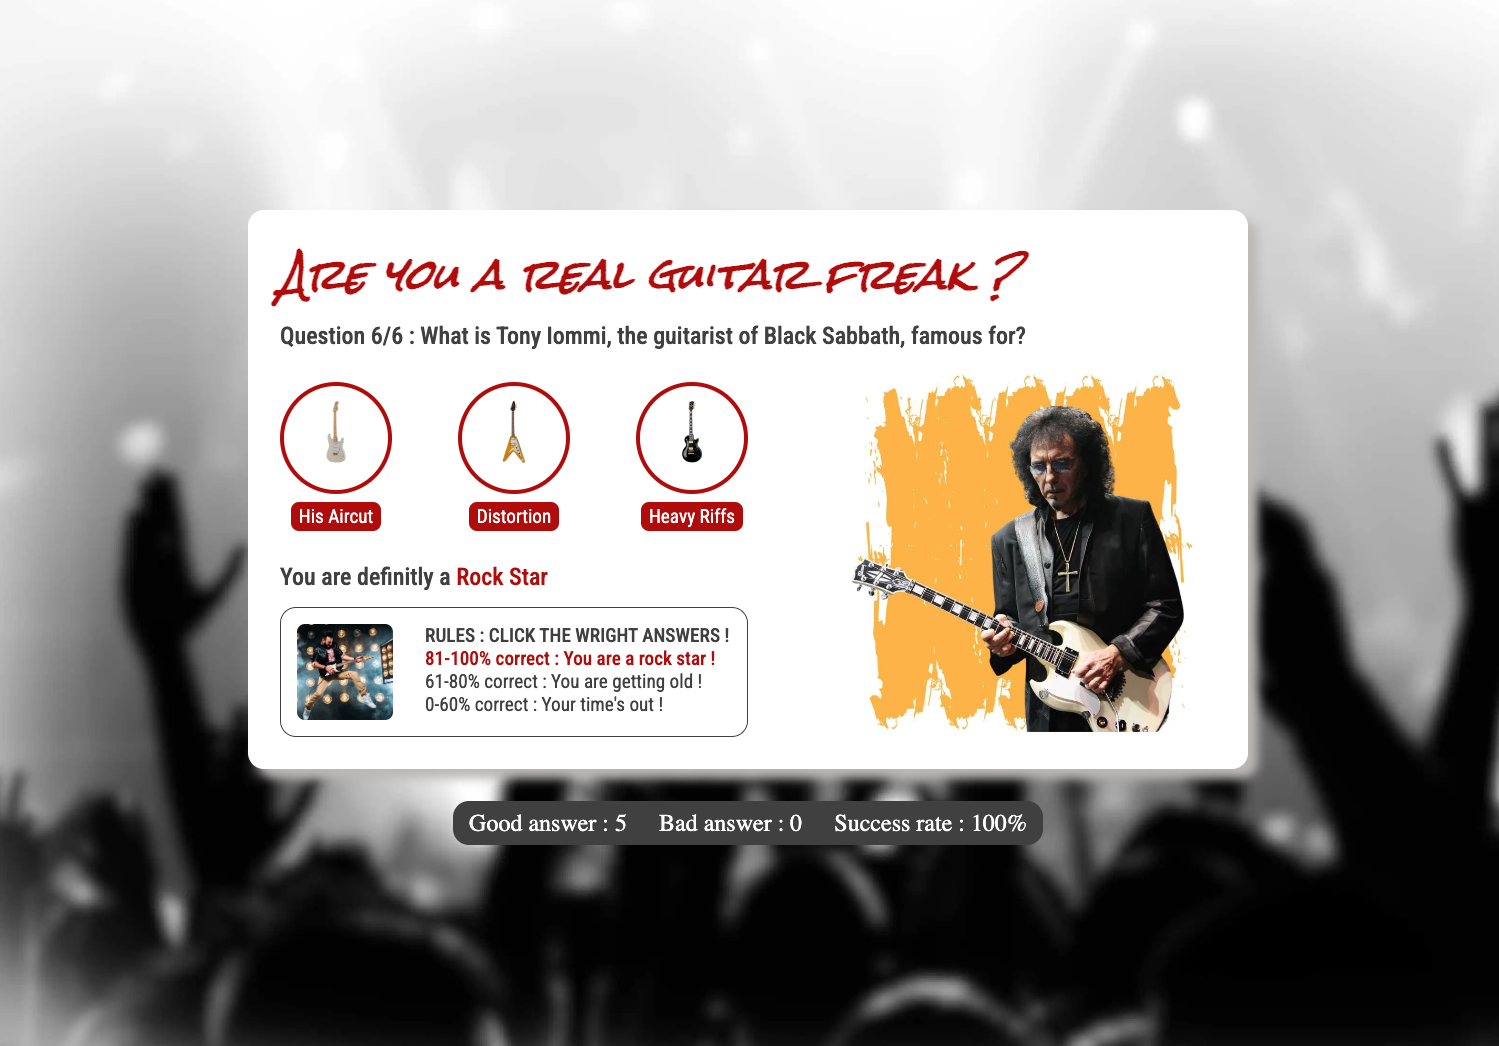 Are you a real guitar freak ?
Question 6/6 : What is Tony Iommi, the guitarist of Black Sabbath, famous for?
His Aircut
Distortion
Heavy Riffs
You are definitly a Rock Star
RULES : CLICK THE WRIGHT ANSWERS !
81-100% correct : You are a rock star !
61-80% correct : You are getting old !
0-60% correct : Your time's out !
Good answer : 5 Bad answer : 0 Success rate : 100%